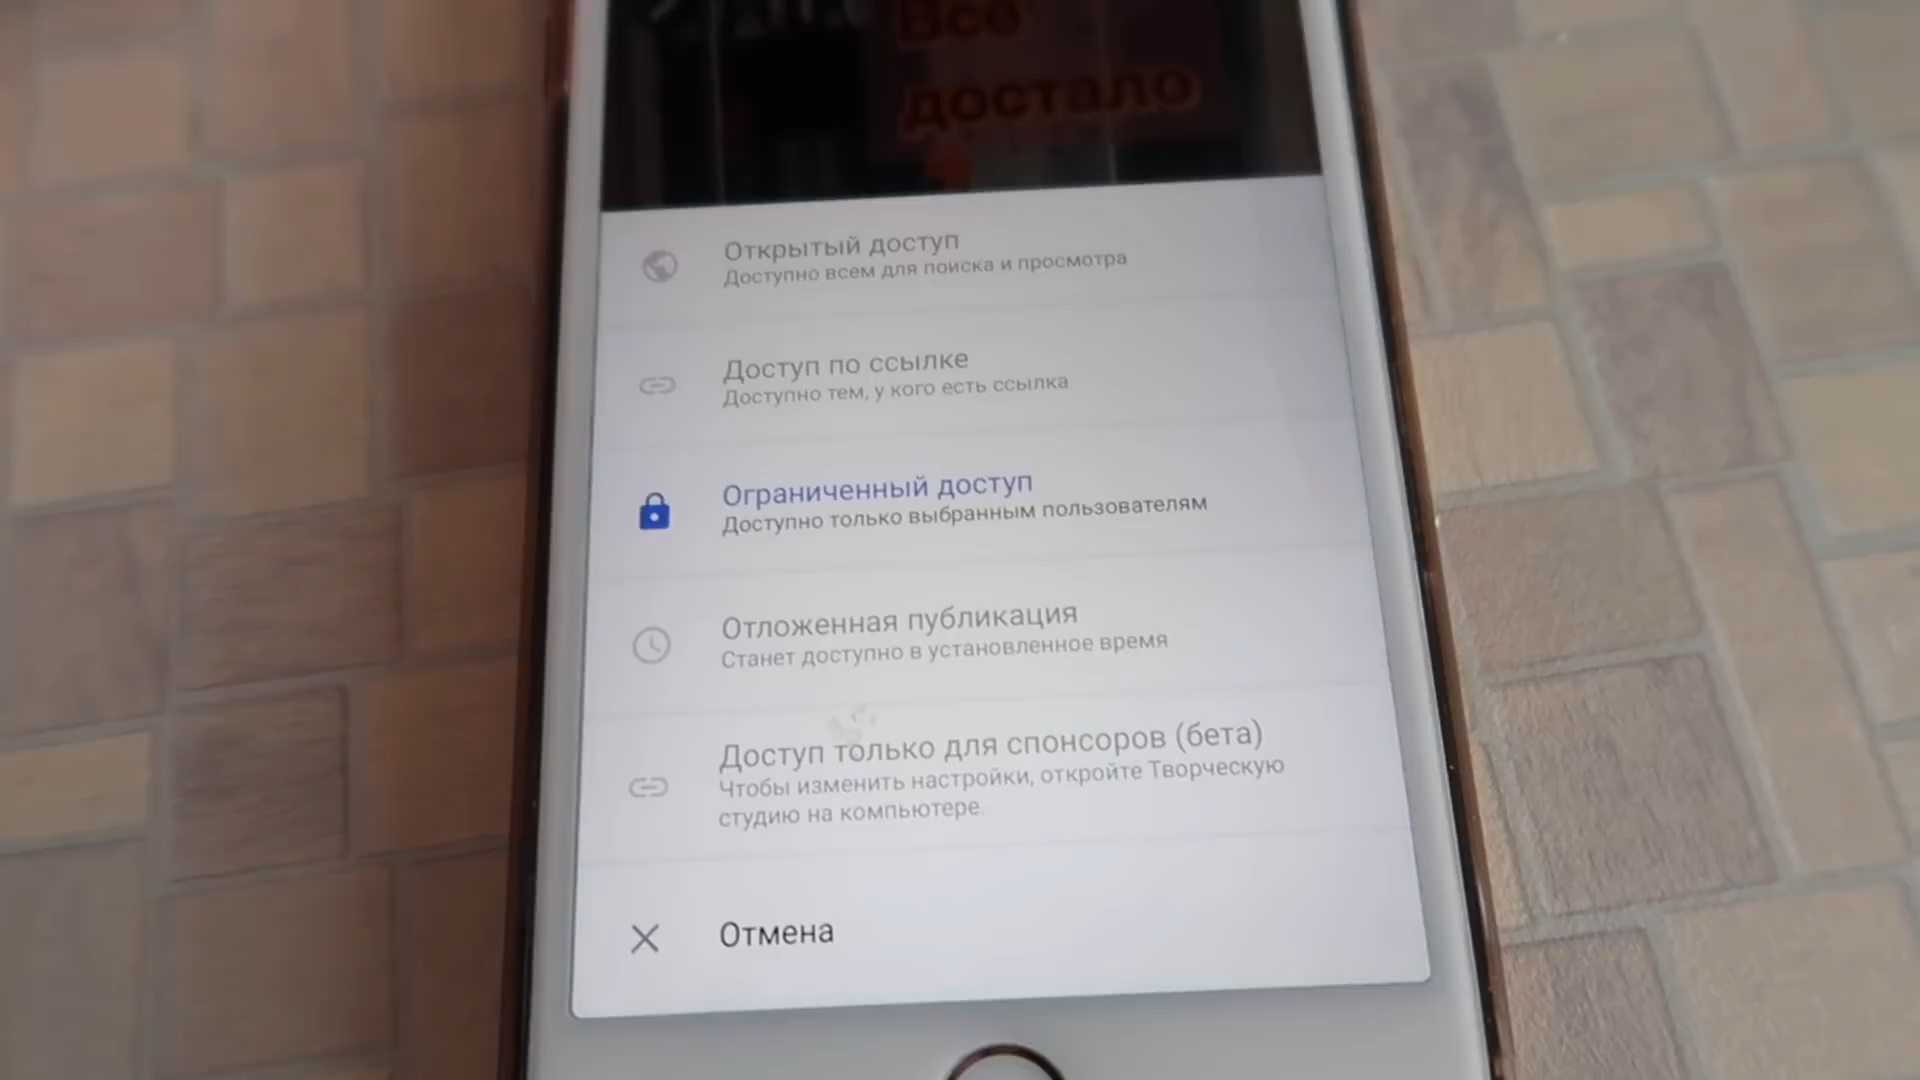 Всё
достало
Открытый доступ
Доступно всем для поиска и просмотра
Доступ по ссылке
Доступно тем, у кого есть ссылка
Ограниченный доступ
Доступно только выбранным пользователям
Отложенная публикация
Станет доступно в установленное время
Доступ только для спонсоров (бета)
Чтобы изменить настройки, откройте Творческую
студию на компьютере.
Отмена